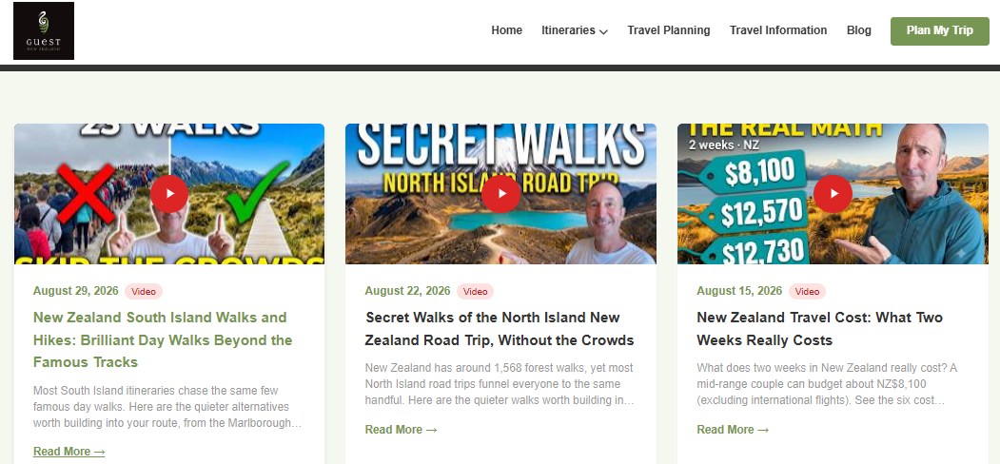 GUEST
NEW ZEALAND
Home Itineraries Travel Planning Travel Information Blog Plan My Trip
25 WALKS
SKIP THE CROWDS
SECRET WALKS
NORTH ISLAND ROAD TRIP
THE REAL MATH
2 weeks · NZ
$8,100
$12,570
$12,730
August 29, 2026 Video
New Zealand South Island Walks and
Hikes: Brilliant Day Walks Beyond the
Famous Tracks
Most South Island itineraries chase the same few
famous day walks. Here are the quieter alternatives
worth building into your route, from the Marlborough…
Read More →
August 22, 2026 Video
Secret Walks of the North Island New
Zealand Road Trip, Without the Crowds
New Zealand has around 1,568 forest walks, yet most
North Island road trips funnel everyone to the same
handful. Here are the quieter walks worth building in…
Read More →
August 15, 2026 Video
New Zealand Travel Cost: What Two
Weeks Really Costs
What does two weeks in New Zealand really cost? A
mid-range couple can budget about NZ$8,100
(excluding international flights). See the six cost…
Read More →